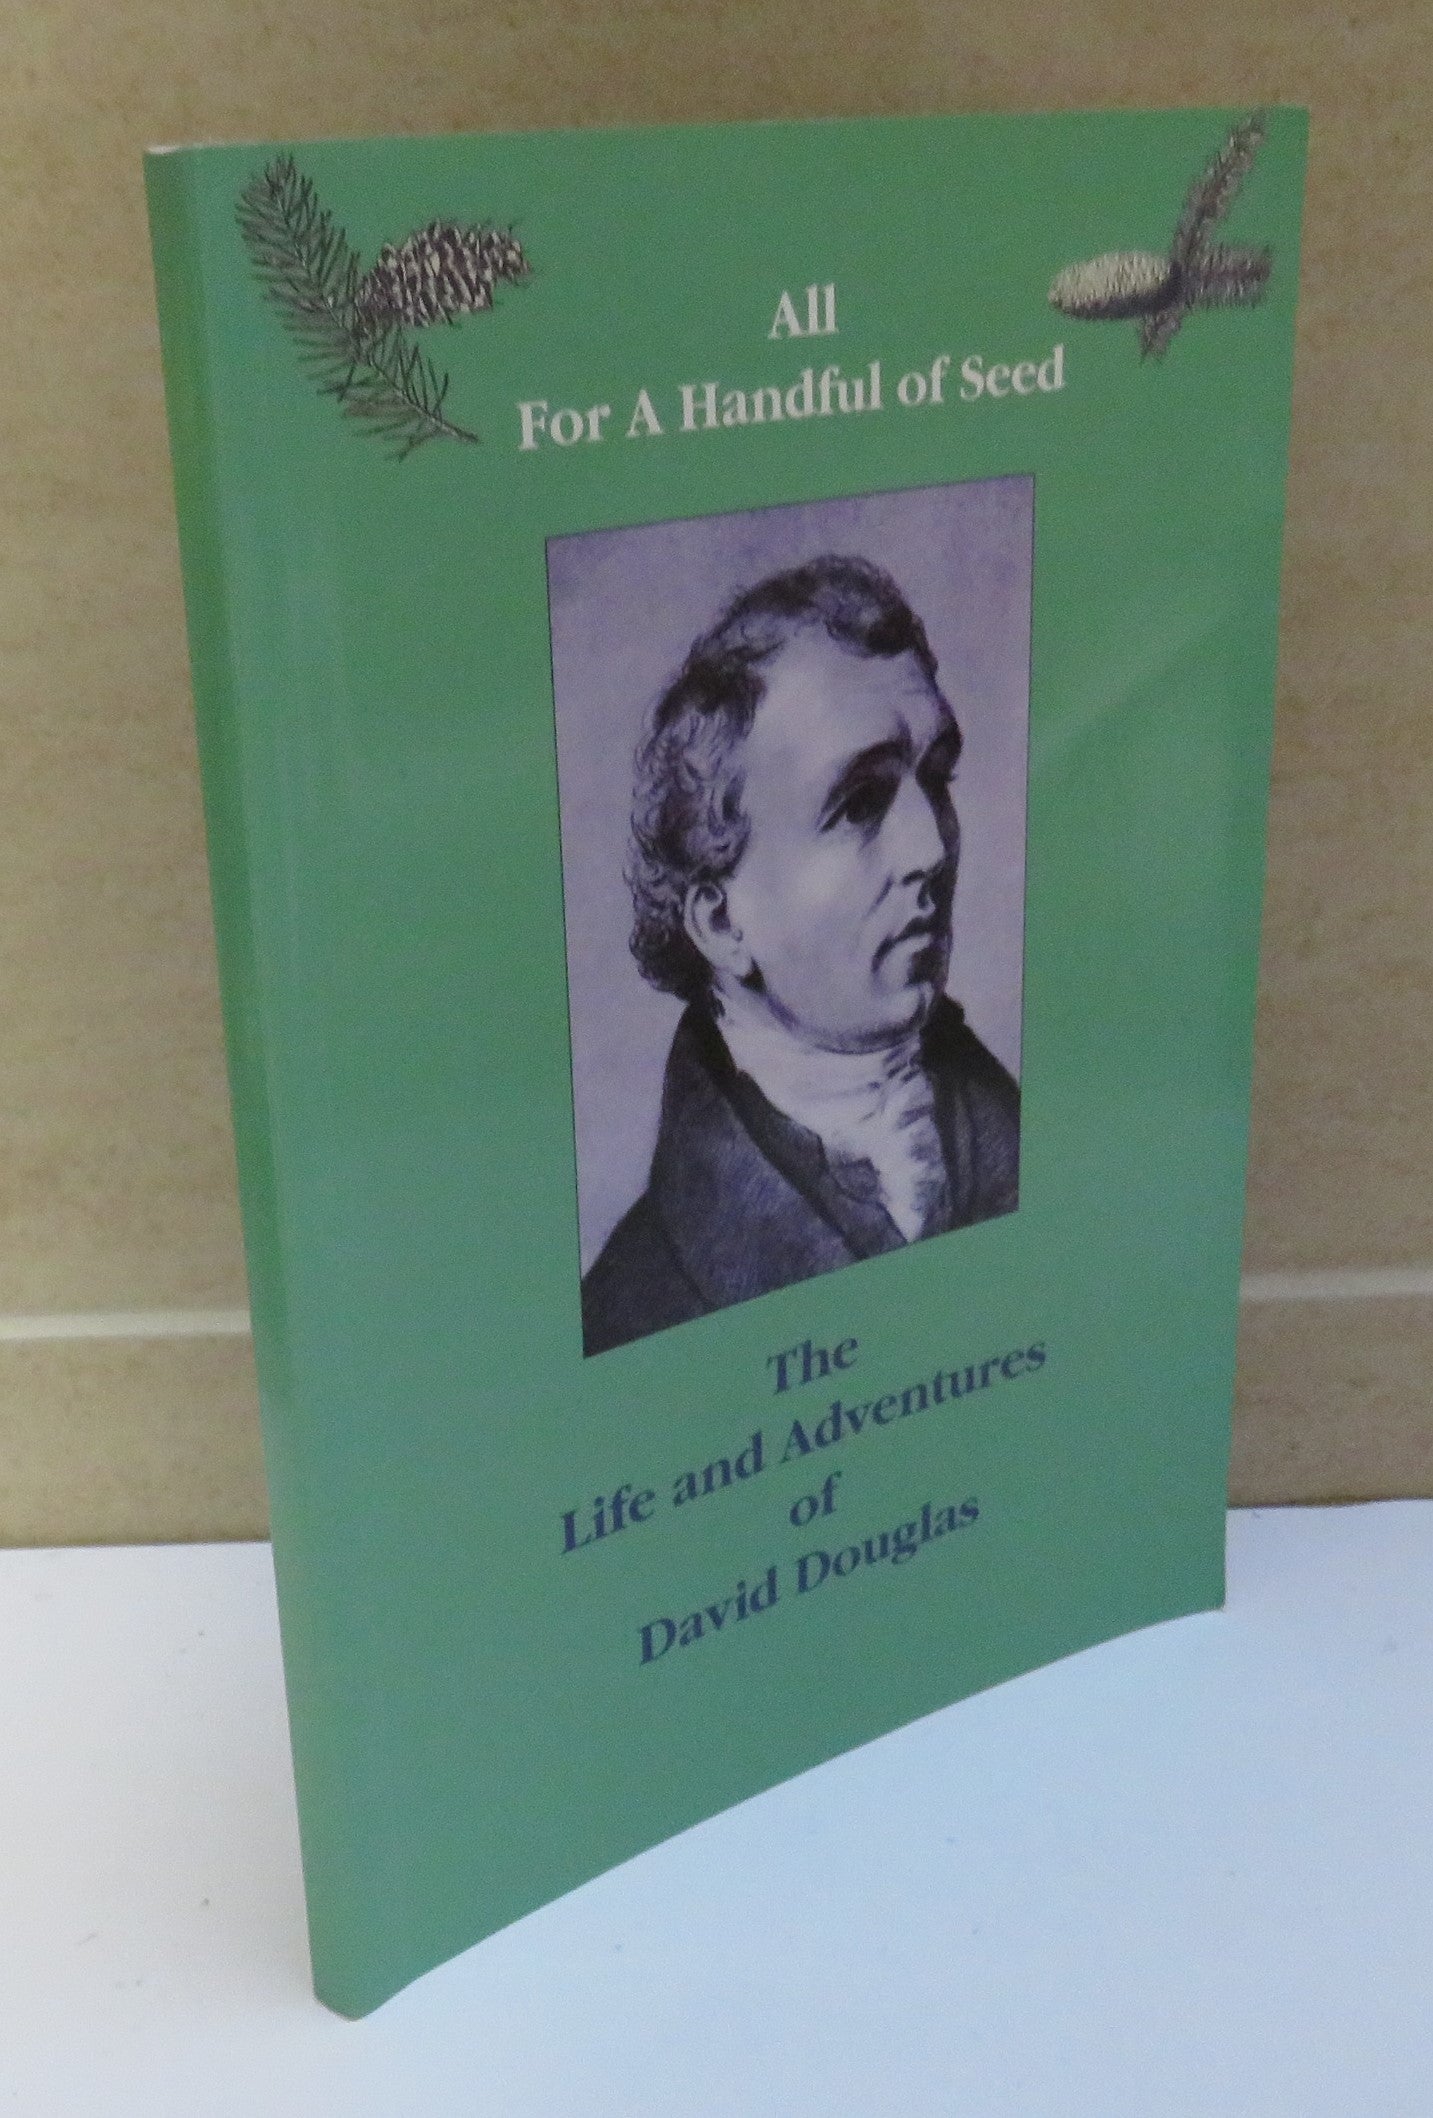 All
For A Handful of Seed
The
Life and Adventures
of
David Douglas